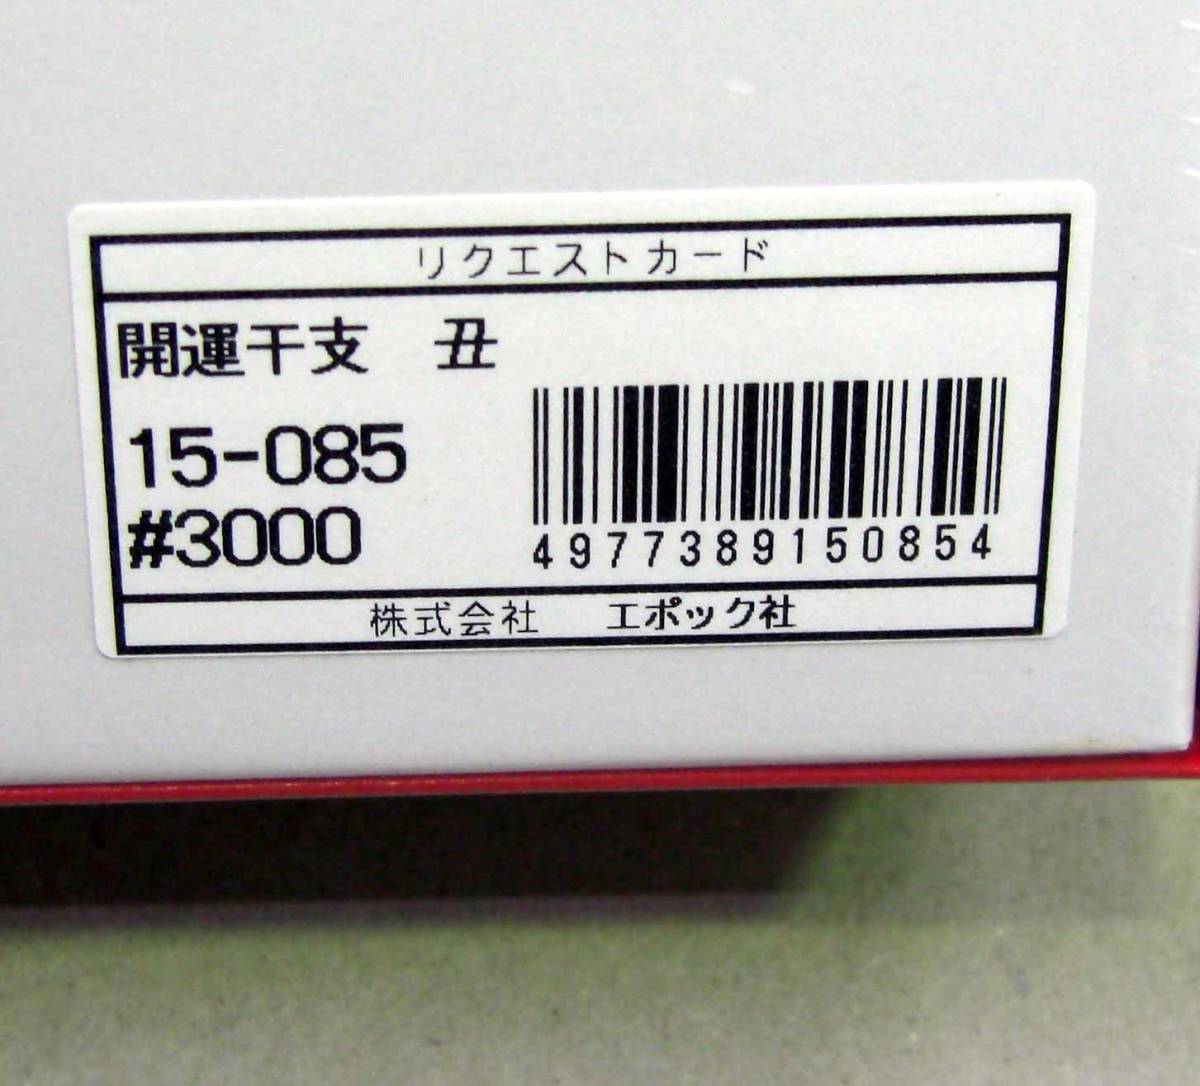 リクエストカード
開運干支　丑
15-085
#3000
4977389150854
株式会社　エポック社